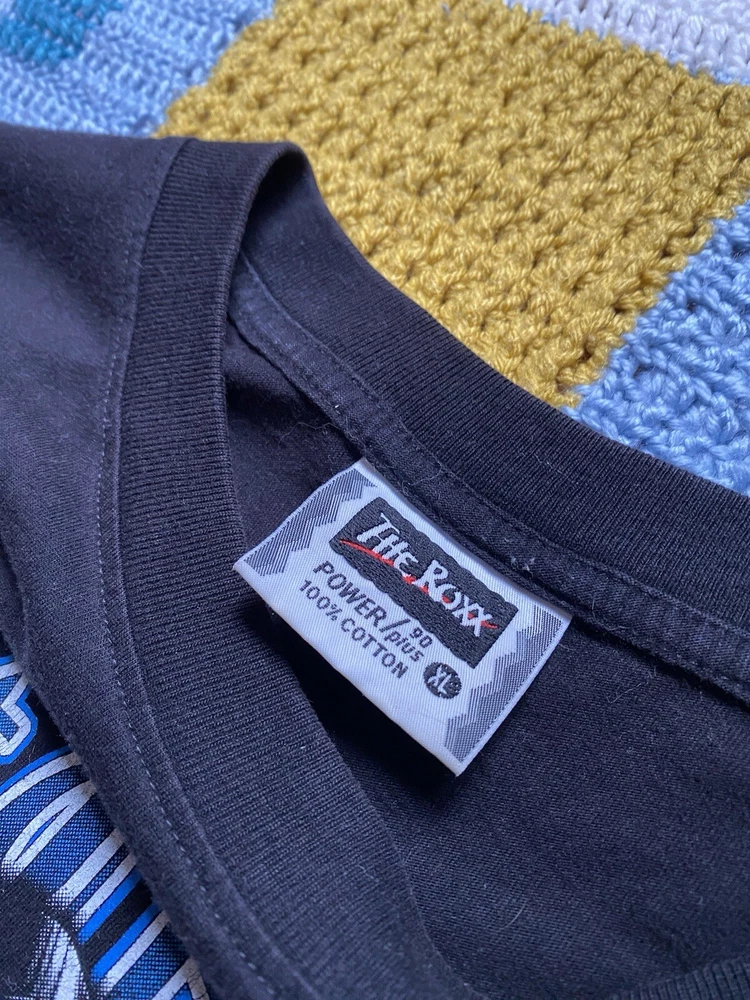 THE ROXX
POWER/90 plus
100% COTTON
XL